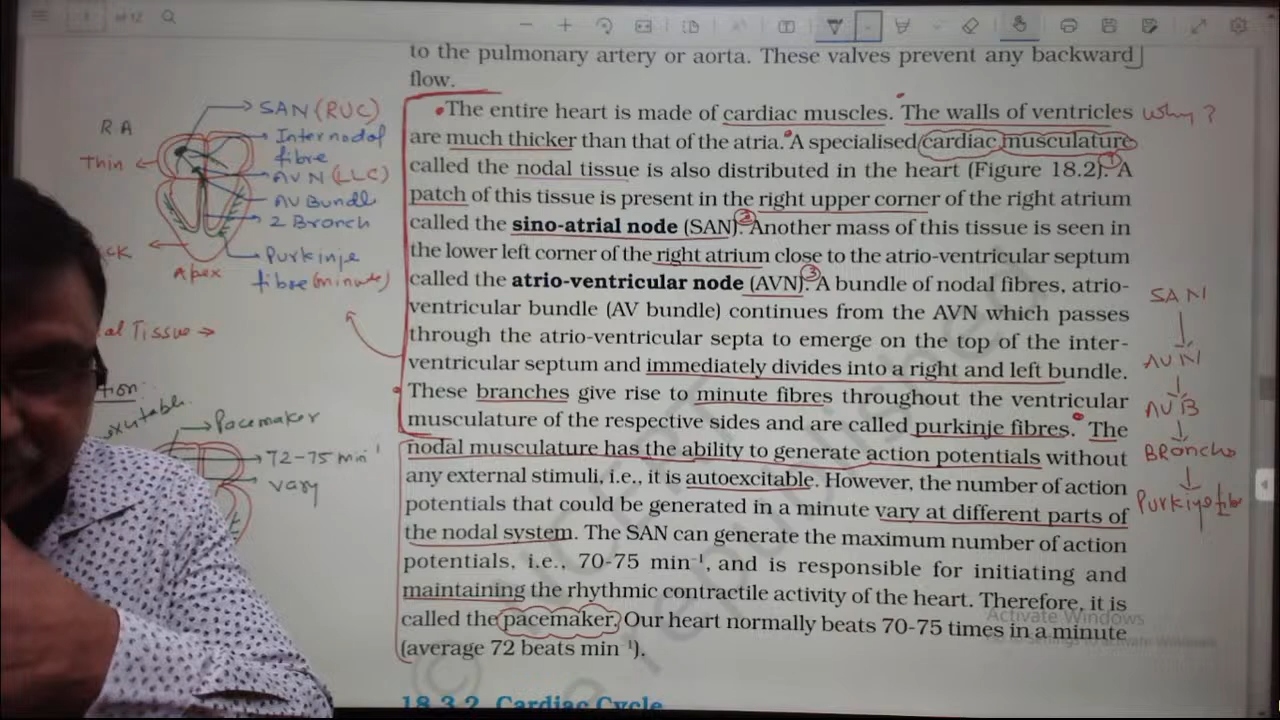 of 12
to the pulmonary artery or aorta. These valves prevent any backward
flow.
The entire heart is made of cardiac muscles. The walls of ventricles
are much thicker than that of the atria. A specialised cardiac musculature
called the nodal tissue is also distributed in the heart (Figure 18.2). A
patch of this tissue is present in the right upper corner of the right atrium
called the sino-atrial node (SAN). Another mass of this tissue is seen in
the lower left corner of the right atrium close to the atrio-ventricular septum
called the atrio-ventricular node (AVN). A bundle of nodal fibres, atrio-
ventricular bundle (AV bundle) continues from the AVN which passes
through the atrio-ventricular septa to emerge on the top of the inter-
ventricular septum and immediately divides into a right and left bundle.
These branches give rise to minute fibres throughout the ventricular
musculature of the respective sides and are called purkinje fibres. The
nodal musculature has the ability to generate action potentials without
any external stimuli, i.e., it is autoexcitable. However, the number of action
potentials that could be generated in a minute vary at different parts of
the nodal system. The SAN can generate the maximum number of action
potentials, i.e., 70-75 min⁻¹, and is responsible for initiating and
maintaining the rhythmic contractile activity of the heart. Therefore, it is
called the pacemaker. Our heart normally beats 70-75 times in a minute
(average 72 beats min⁻¹).
18.3.2 Cardiac Cycle
1
2
3
Why?
SAN
AVN
AVB
BRonchs
R A
Thin
SAN (RUC)
Internodal
fibre
AVN (LLC)
AV Bundl
2 Bronch
Purkinje
fibre (minute)
Apex
Tissue
Pacemaker
72-75 min⁻¹
vary
Activate Windows
© NCERT
be republished